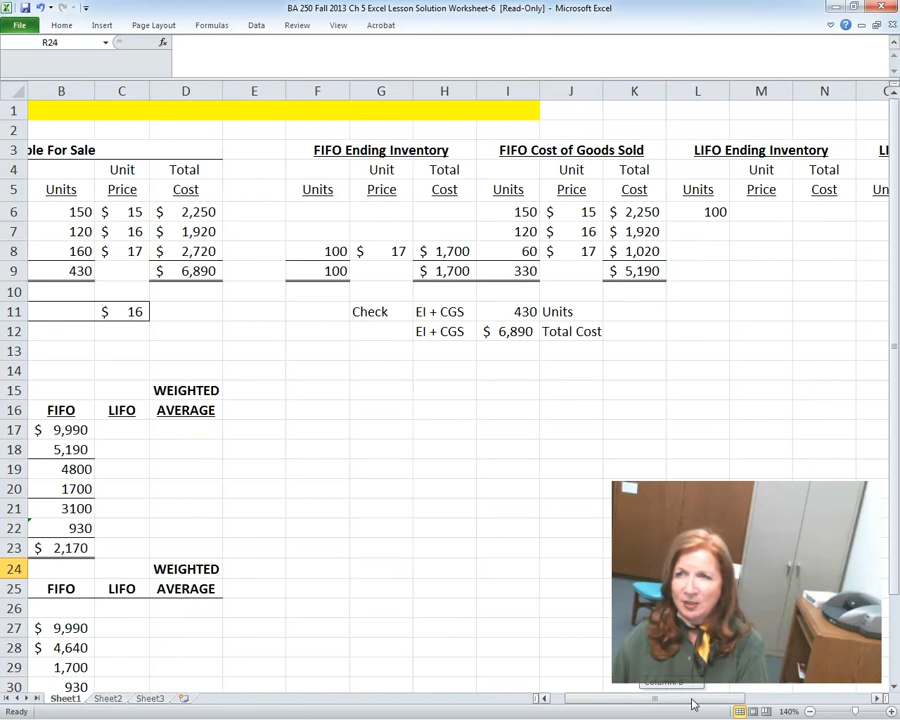 BA 250 Fall 2013 Ch 5 Excel Lesson Solution Worksheet-6 [Read-Only] - Microsoft Excel
File Home Insert Page Layout Formulas Data Review View Acrobat
R24 fx
B C D E F G H I J K L M N
1
2
3 ble For Sale FIFO Ending Inventory FIFO Cost of Goods Sold LIFO Ending Inventory LI
4 Unit Total Unit Total Unit Total Unit Total
5 Units Price Cost Units Price Cost Units Price Cost Units Price Cost Un
6 150 $ 15 $ 2,250 150 $ 15 $ 2,250 100
7 120 $ 16 $ 1,920 120 $ 16 $ 1,920
8 160 $ 17 $ 2,720 100 $ 17 $ 1,700 60 $ 17 $ 1,020
9 430 $ 6,890 100 $ 1,700 330 $ 5,190
10
11 $ 16 Check EI + CGS 430 Units
12 EI + CGS $ 6,890 Total Cost
13
14
15 WEIGHTED
16 FIFO LIFO AVERAGE
17 $ 9,990
18 5,190
19 4800
20 1700
21 3100
22 930
23 $ 2,170
24 WEIGHTED
25 FIFO LIFO AVERAGE
26
27 $ 9,990
28 $ 4,640
29 1,700
30 930
Sheet1 Sheet2 Sheet3
Ready 140%